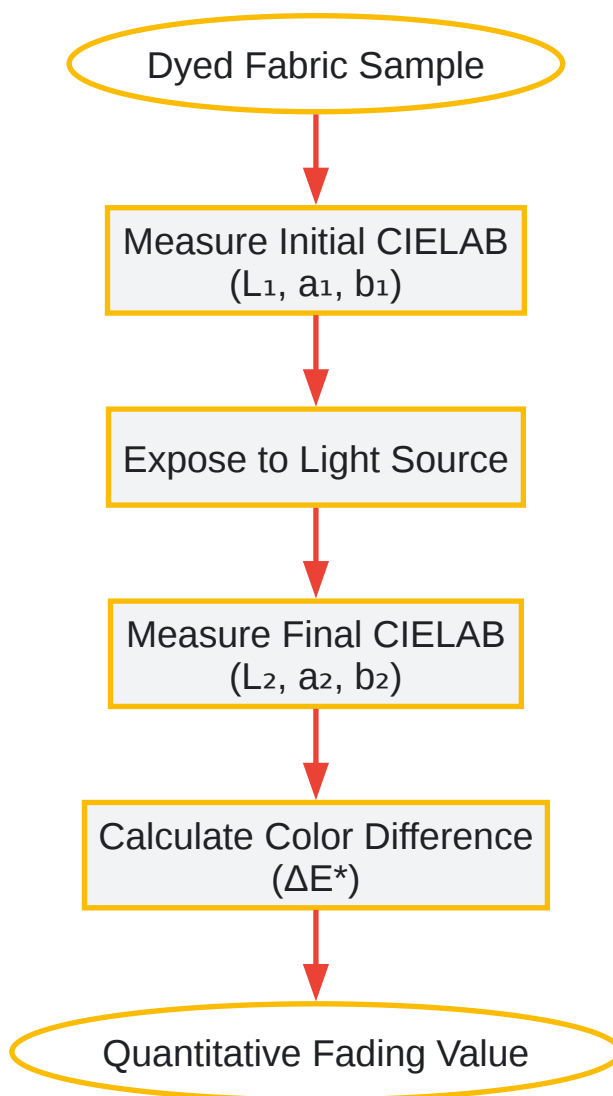 Dyed Fabric Sample
Measure Initial CIELAB
(L₁, a₁, b₁)
Expose to Light Source
Measure Final CIELAB
(L₂, a₂, b₂)
Calculate Color Difference
(ΔE*)
Quantitative Fading Value